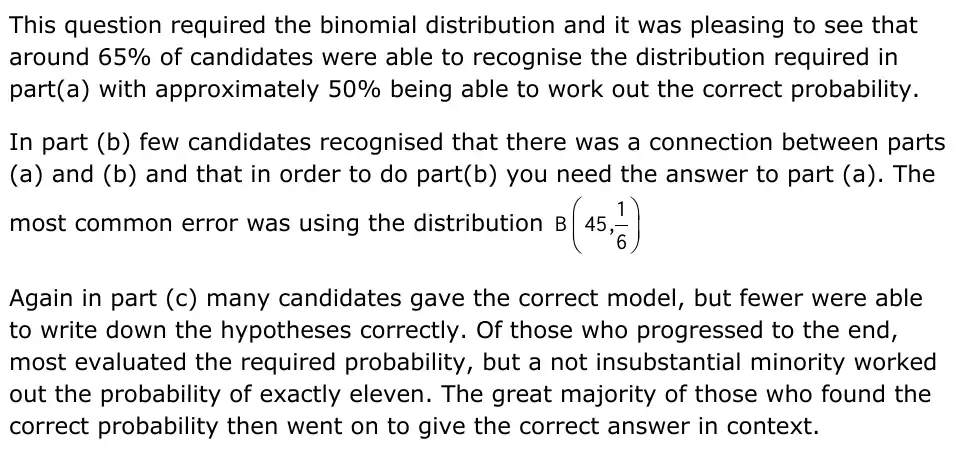 This question required the binomial distribution and it was pleasing to see that
around 65% of candidates were able to recognise the distribution required in
part(a) with approximately 50% being able to work out the correct probability.
In part (b) few candidates recognised that there was a connection between parts
(a) and (b) and that in order to do part(b) you need the answer to part (a). The
most common error was using the distribution B(45,1/6)
Again in part (c) many candidates gave the correct model, but fewer were able
to write down the hypotheses correctly. Of those who progressed to the end,
most evaluated the required probability, but a not insubstantial minority worked
out the probability of exactly eleven. The great majority of those who found the
correct probability then went on to give the correct answer in context.